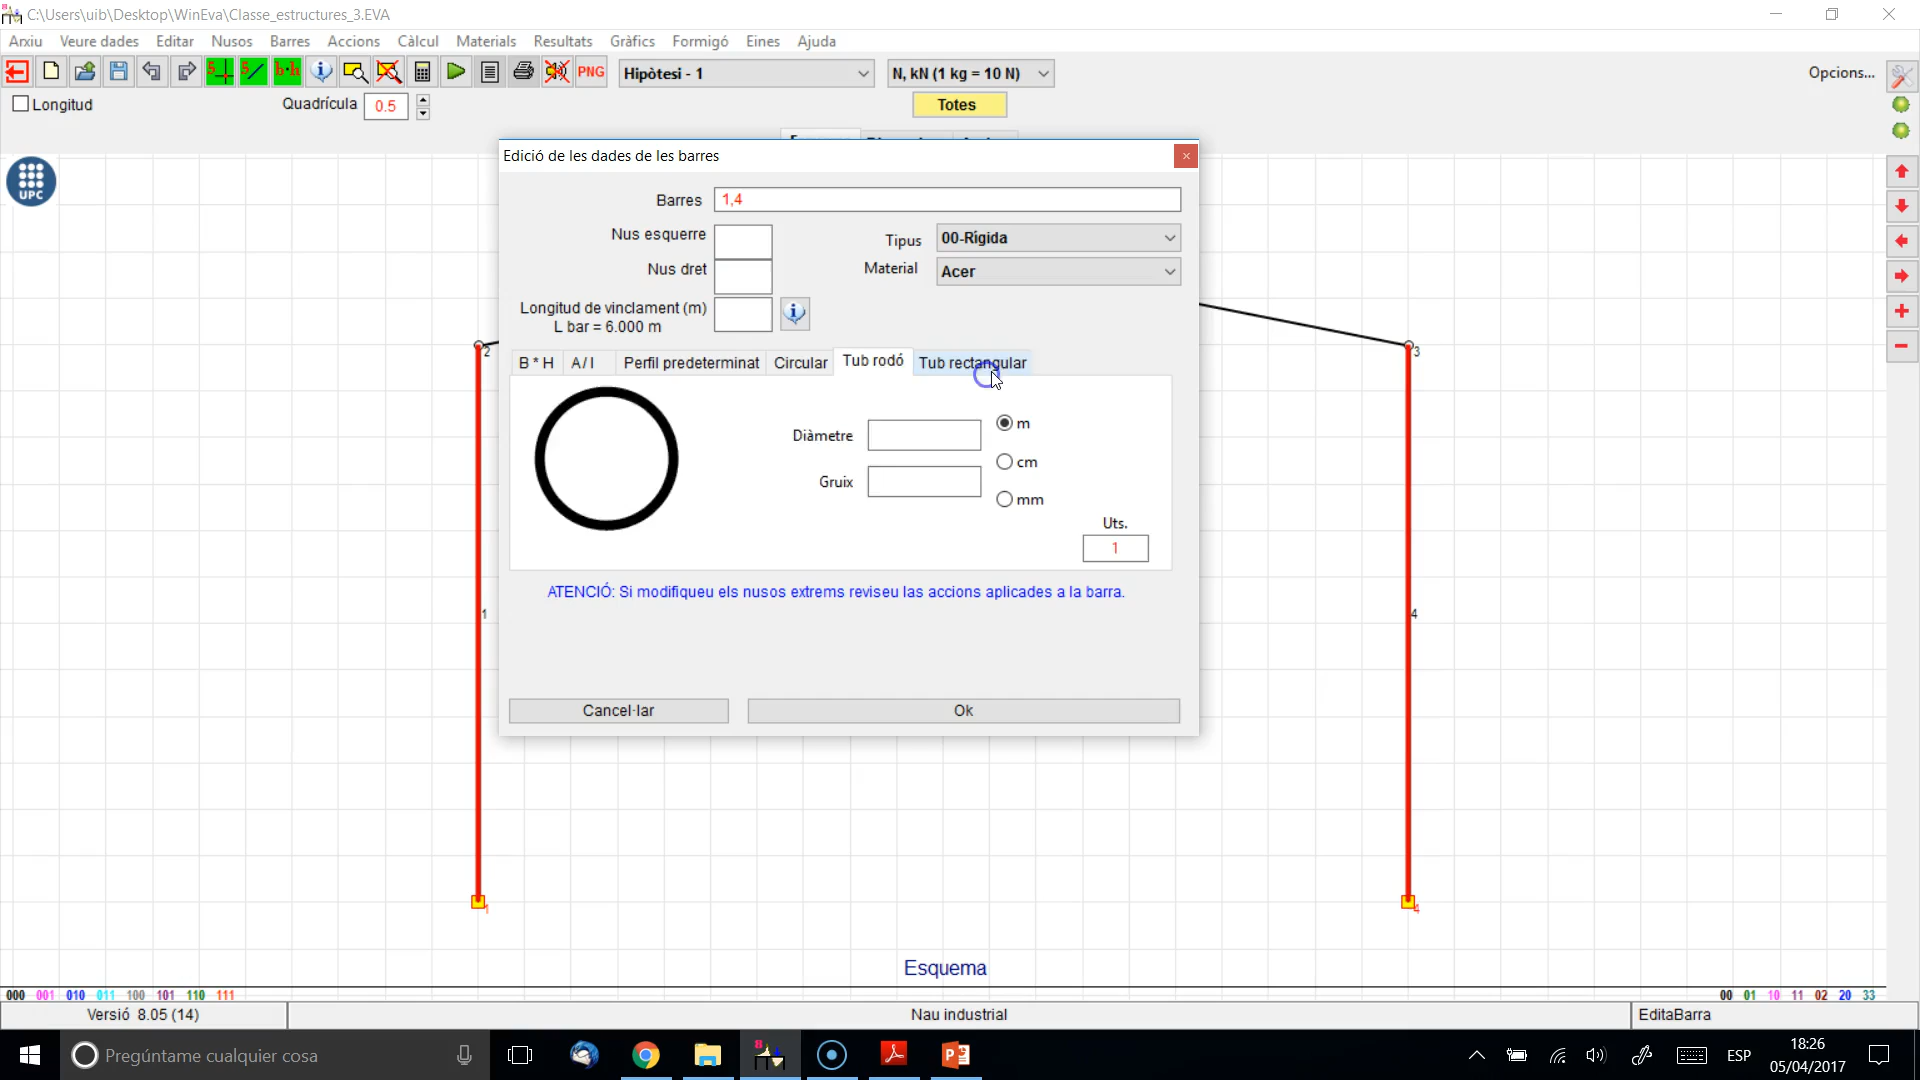 C:\Users\uib\Desktop\WinEva\Classe_estructures_3.EVA
Arxiu Veure dades Editar Nusos Barres Accions Càlcul Materials Resultats Gràfics Formigó Eines Ajuda
PNG Hipòtesi - 1 N, kN (1 kg = 10 N) Opcions...
Longitud Quadrícula 0.5 Totes
UPC
Edició de les dades de les barres
Barres 1,4
Nus esquerre
Tipus 00-Rígida
Nus dret
Material Acer
Longitud de vinclament (m)
L bar = 6.000 m
B * H A / I Perfil predeterminat Circular Tub rodó Tub rectangular
Diàmetre
m
cm
Gruix
mm
Uts.
1
ATENCIÓ: Si modifiqueu els nusos extrems reviseu las accions aplicades a la barra.
Cancel·lar Ok
2
3
1
4
1
4
Esquema
000 001 010 011 100 101 110 111 00 01 10 11 02 20 33
Versió 8.05 (14) Nau industrial EditaBarra
Pregúntame cualquier cosa
ESP
18:26
05/04/2017